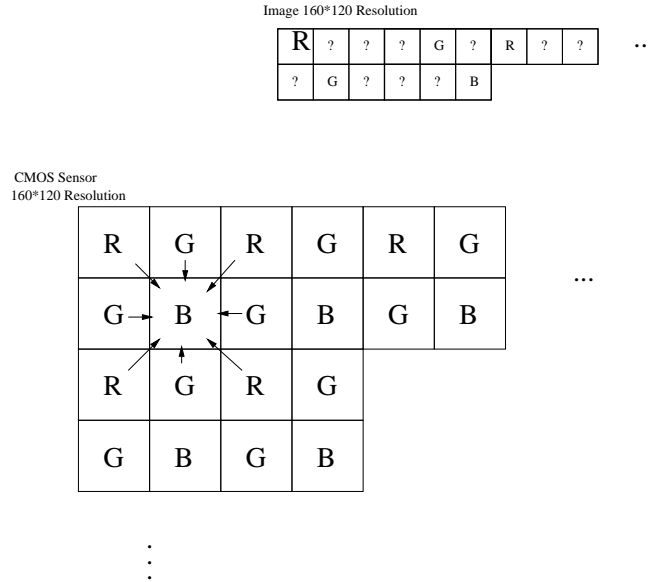 Image 160*120 Resolution
R ? ? ? G ? R ? ? ..
? G ? ? ? B
CMOS Sensor
160*120 Resolution
R G R G R G
...
G B G B G B
R G R G
G B G B
.
.
.